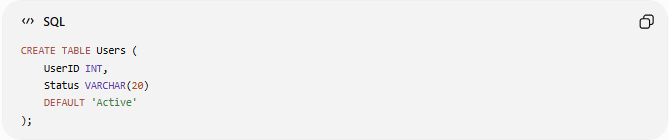 SQL
CREATE TABLE Users (
    UserID INT,
    Status VARCHAR(20)
    DEFAULT 'Active'
);